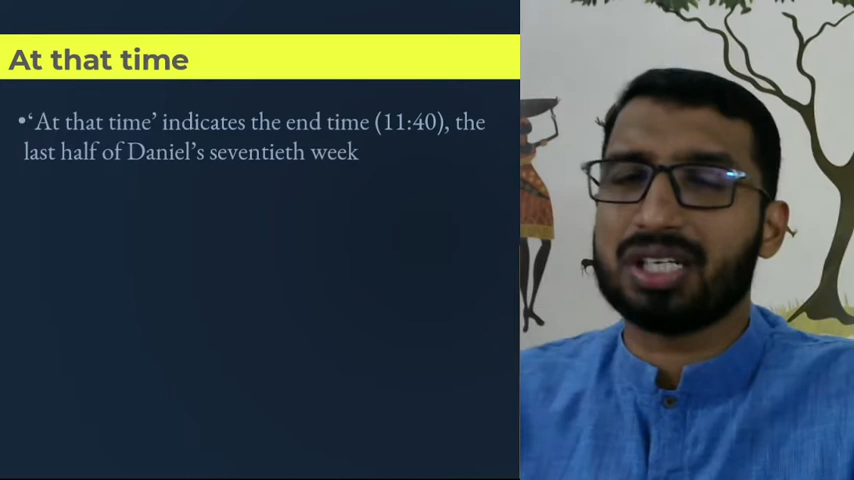 At that time
•‘At that time’ indicates the end time (11:40), the
last half of Daniel’s seventieth week